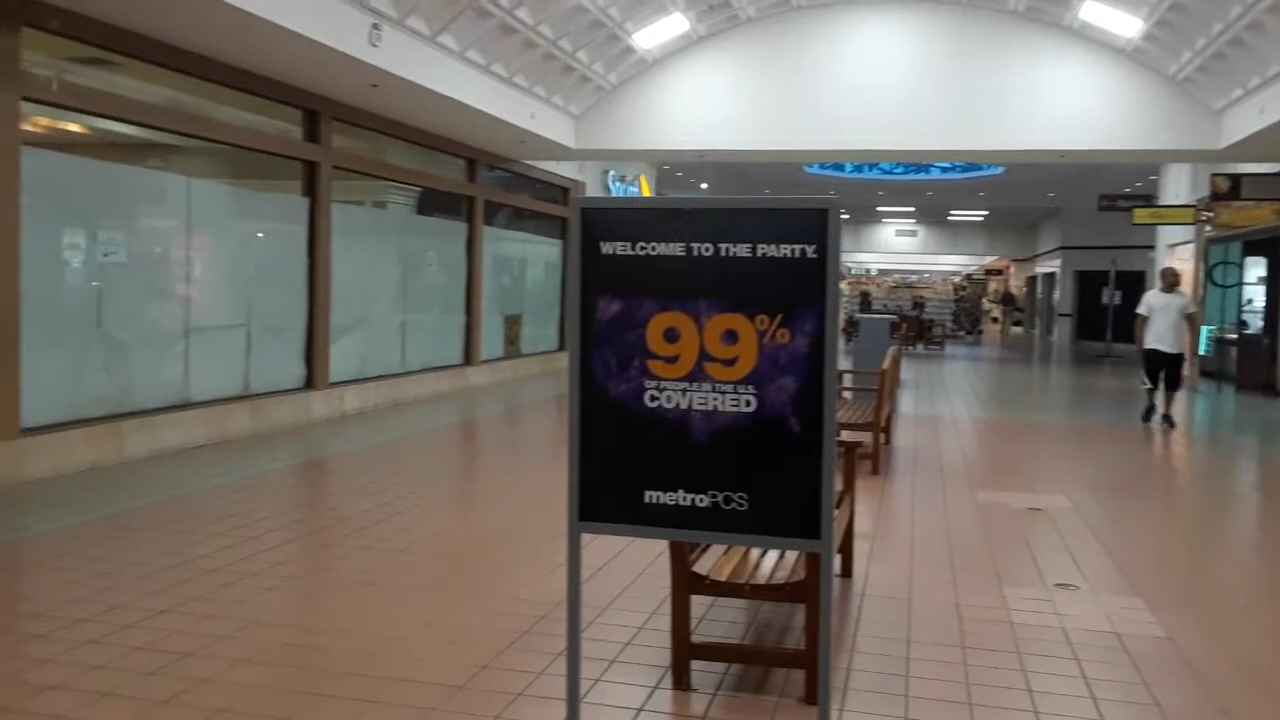 WELCOME TO THE PARTY.
99%
OF PEOPLE IN THE U.S.
COVERED
metroPCS